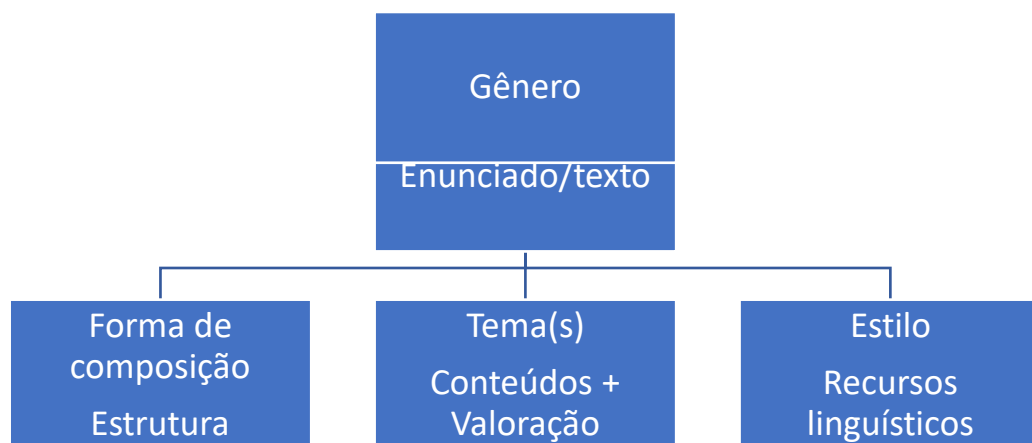 Gênero
Enunciado/texto
Forma de
composição
Estrutura
Tema(s)
Conteúdos +
Valoração
Estilo
Recursos
linguísticos